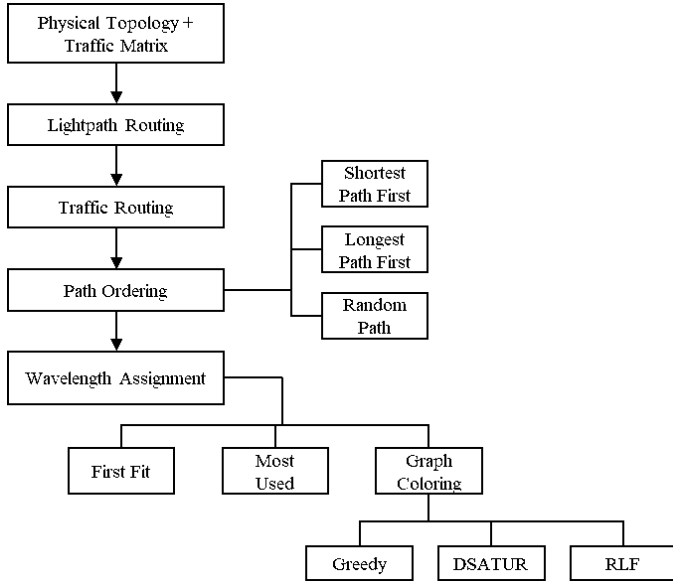 Physical Topology +
Traffic Matrix
Lightpath Routing
Traffic Routing
Path Ordering
Shortest
Path First
Longest
Path First
Random
Path
Wavelength Assignment
First Fit
Most
Used
Graph
Coloring
Greedy
DSATUR
RLF